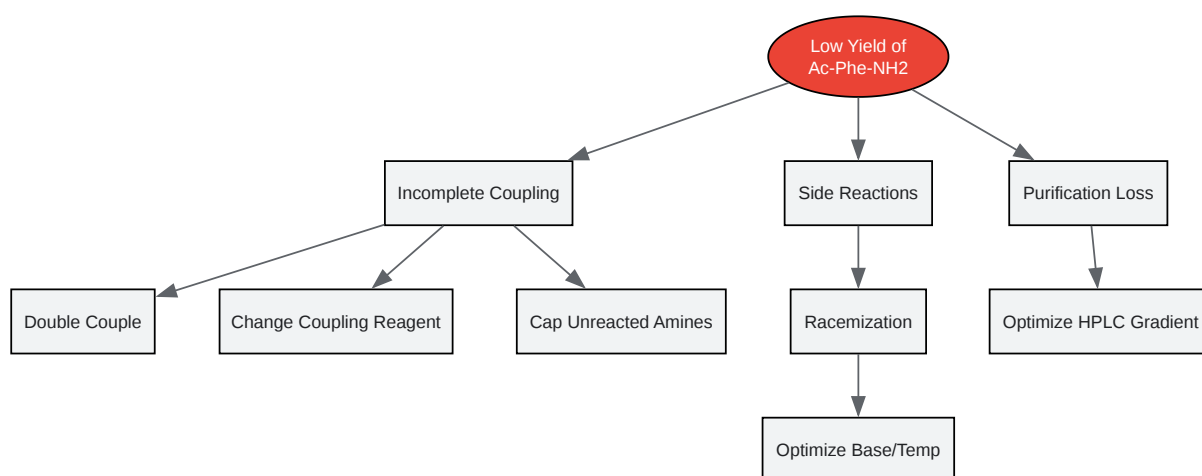 Low Yield of
Ac-Phe-NH2
Incomplete Coupling
Side Reactions
Purification Loss
Double Couple
Change Coupling Reagent
Cap Unreacted Amines
Racemization
Optimize HPLC Gradient
Optimize Base/Temp